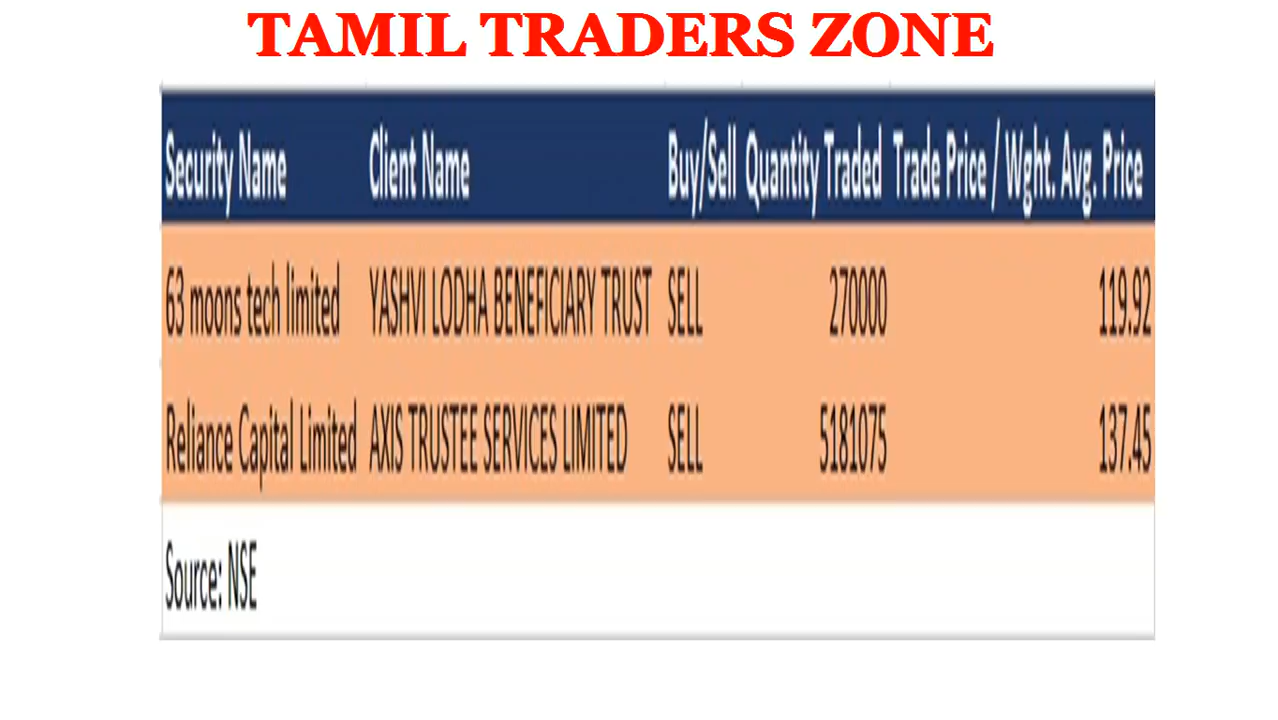 TAMIL TRADERS ZONE
Security Name Client Name Buy/Sell Quantity Traded Trade Price / Wght. Avg. Price
63 moons tech limited YASHVI LODHA BENEFICIARY TRUST SELL 270000 119.92
Reliance Capital Limited AXIS TRUSTEE SERVICES LIMITED SELL 5181075 137.45
Source: NSE